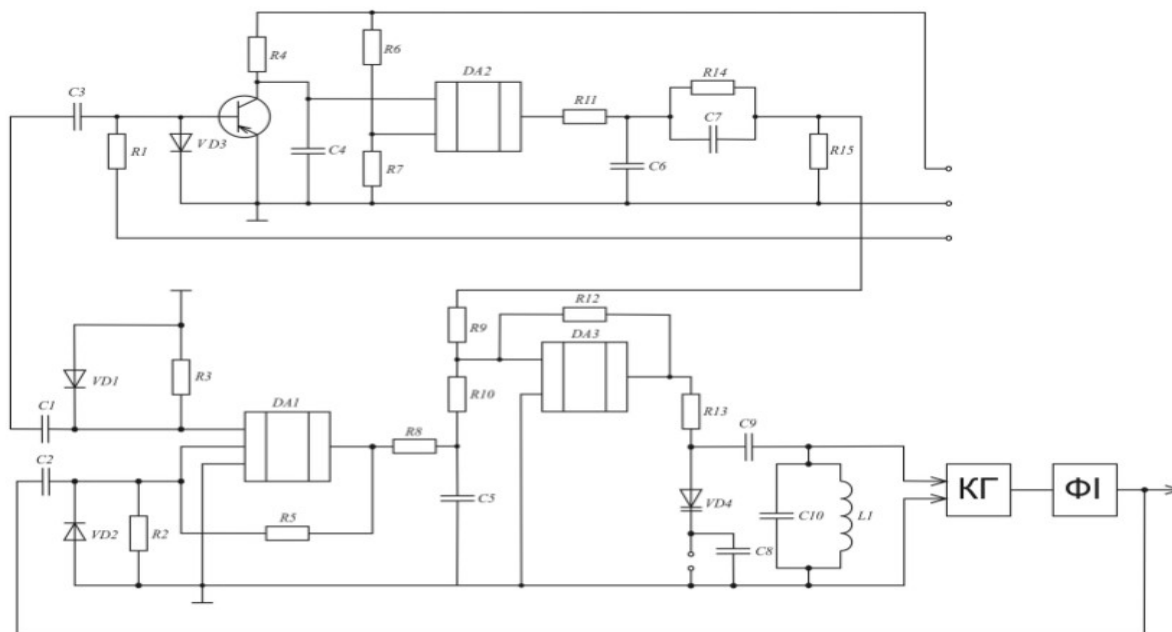 R4
R6
DA2
R14
C3
R11
C7
VD3
R1
C4
R7
C6
R15
R12
R9
DA3
VD1
R3
R10
C1
DA1
R13
R8
C9
C2
КГ
ФІ
C5
VD4
R5
VD2
R2
C10
L1
C8